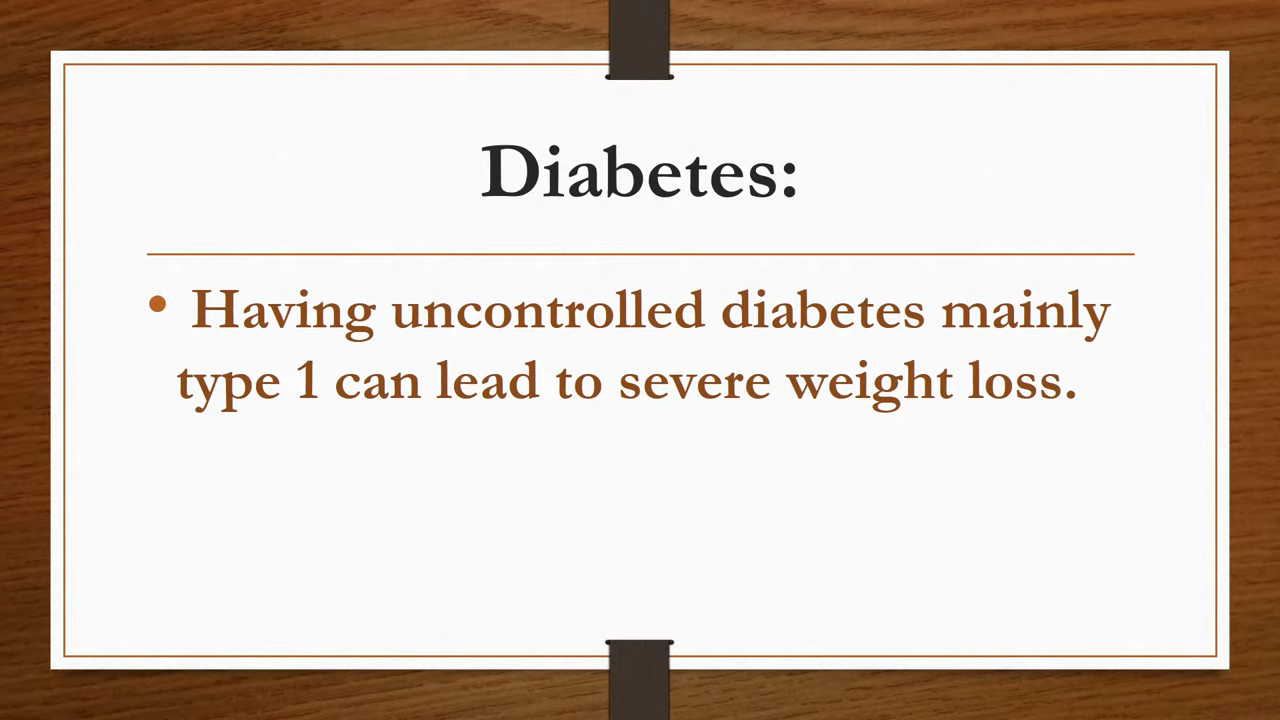 Diabetes:
• Having uncontrolled diabetes mainly
type 1 can lead to severe weight loss.